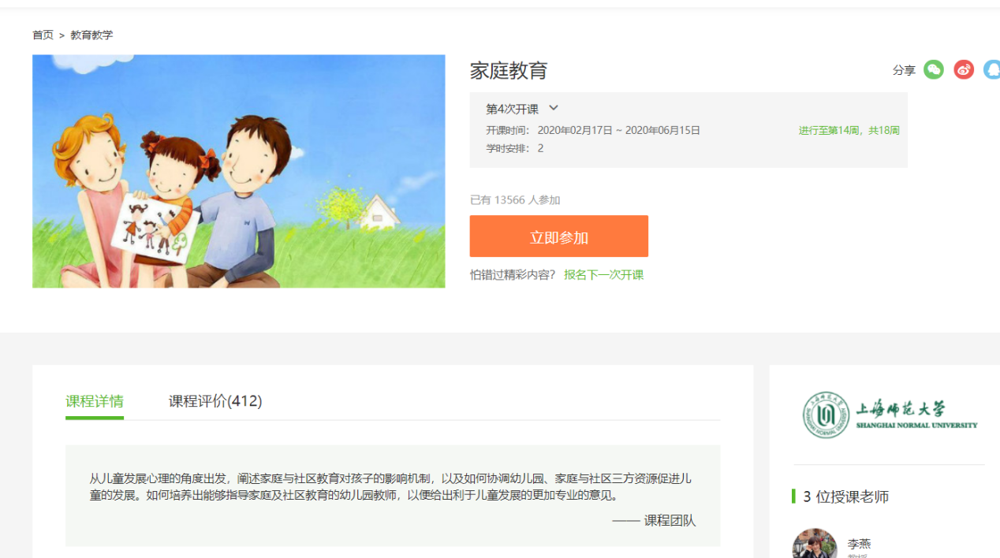 首页 > 教育教学
家庭教育
分享
第4次开课
开课时间： 2020年02月17日 ~ 2020年06月15日
进行至第14周，共18周
学时安排： 2
已有 13566 人参加
立即参加
怕错过精彩内容？ 报名下一次开课
课程详情
课程评价(412)
从儿童发展心理的角度出发，阐述家庭与社区教育对孩子的影响机制，以及如何协调幼儿园、家庭与社区三方资源促进儿
童的发展。如何培养出能够指导家庭及社区教育的幼儿园教师，以便给出利于儿童发展的更加专业的意见。
—— 课程团队
上海师范大学
SHANGHAI NORMAL UNIVERSITY
3 位授课老师
李燕